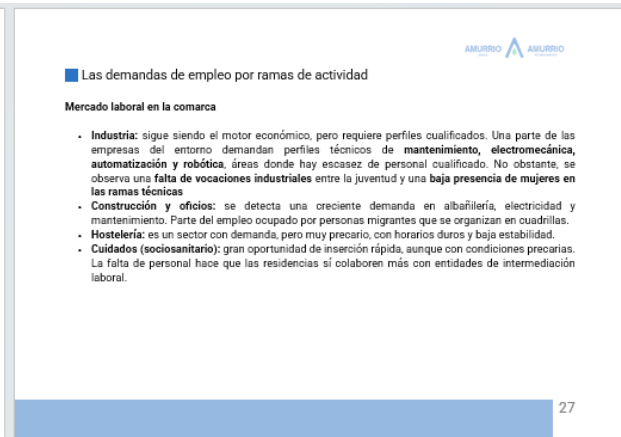 AMURRIO AMURRIO
Las demandas de empleo por ramas de actividad
Mercado laboral en la comarca
• Industria: sigue siendo el motor económico, pero requiere perfiles cualificados. Una parte de las
empresas del entorno demandan perfiles técnicos de mantenimiento, electromecánica,
automatización y robótica, áreas donde hay escasez de personal cualificado. No obstante, se
observa una falta de vocaciones industriales entre la juventud y una baja presencia de mujeres en
las ramas técnicas
• Construcción y oficios: se detecta una creciente demanda en albañilería, electricidad y
mantenimiento. Parte del empleo ocupado por personas migrantes que se organizan en cuadrillas.
• Hostelería: es un sector con demanda, pero muy precario, con horarios duros y baja estabilidad.
• Cuidados (sociosanitario): gran oportunidad de inserción rápida, aunque con condiciones precarias.
La falta de personal hace que las residencias sí colaboren más con entidades de intermediación
laboral.
27